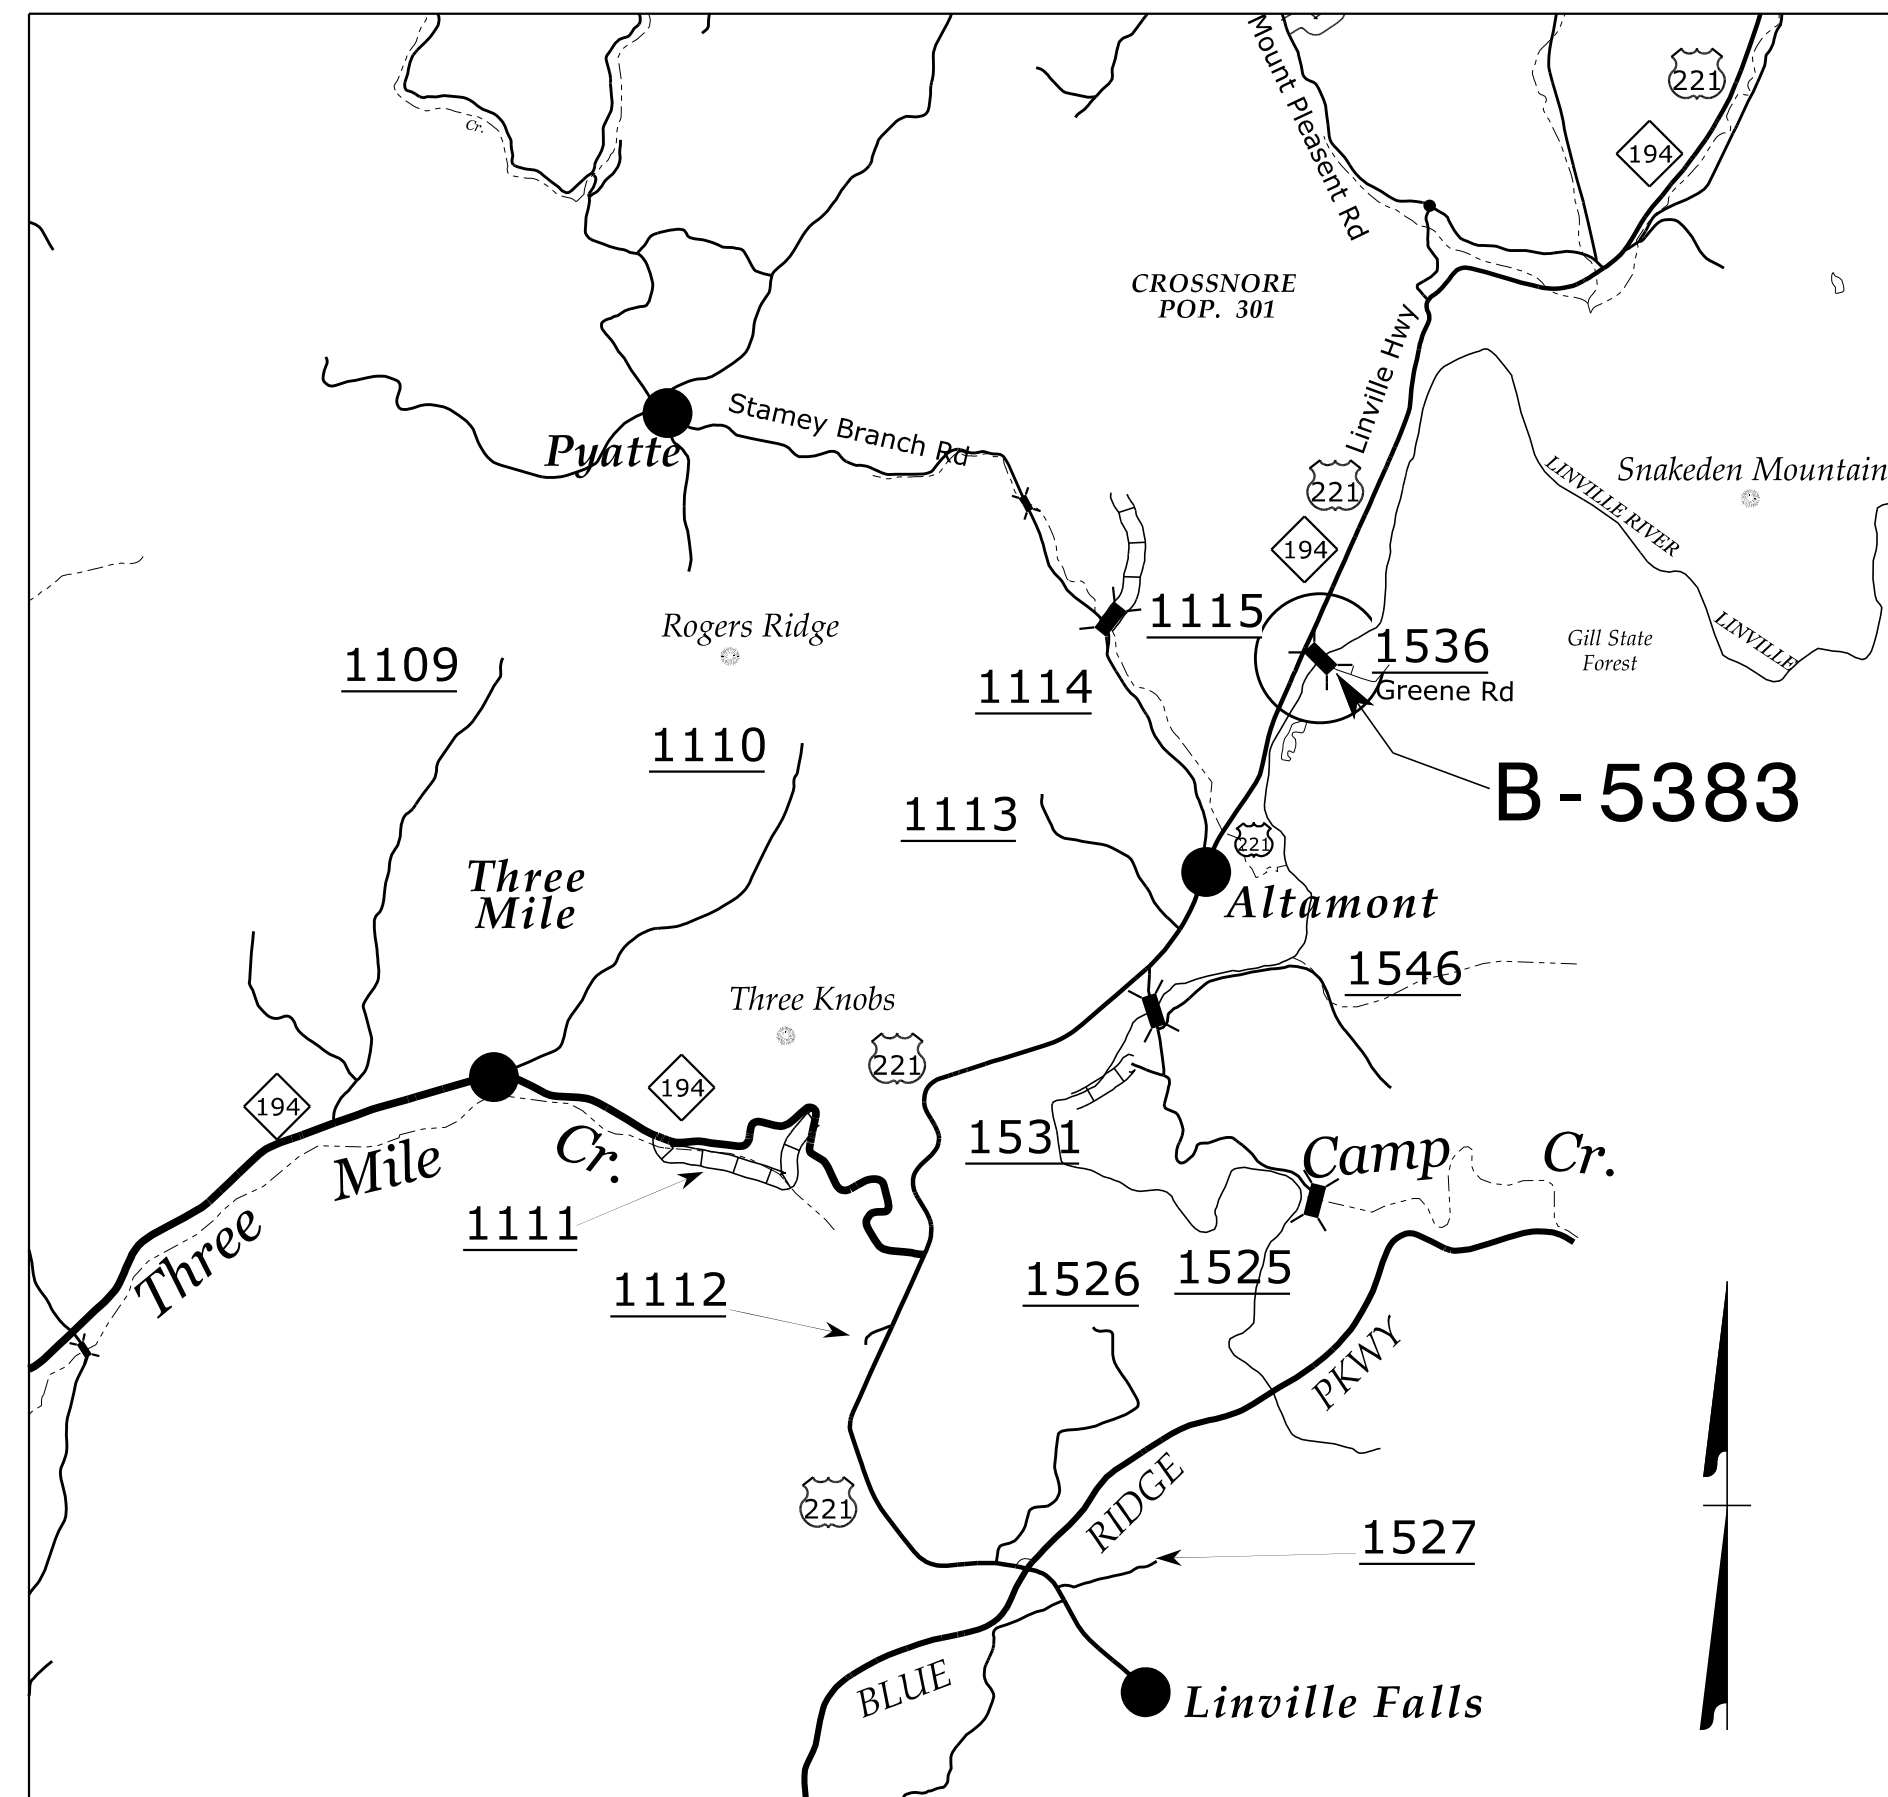 Mount Pleasent Rd
221
194
Cr.
CROSSNORE
POP. 301
Linville Hwy
Stamey Branch Rd
Pyatte
221
194
LINVILLE RIVER
Snakeden Mountain
LINVILLE
Gill State
Forest
1115
1536
Greene Rd
Rogers Ridge
1109
1114
1110
B-5383
1113
221
Altamont
Three
Mile
1546
Three Knobs
221
194
194
1531
Camp Cr.
Three Mile Cr.
1111
1112
1526
1525
PKWY
221
RIDGE
1527
BLUE
Linville Falls